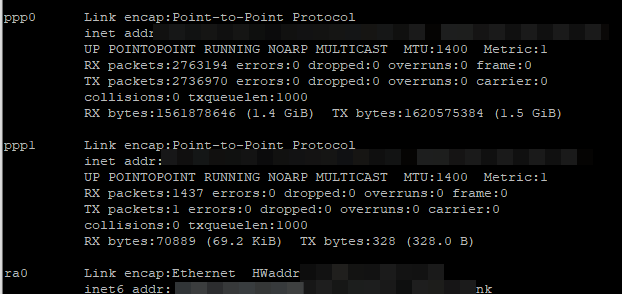 ppp0 Link encap:Point-to-Point Protocol
inet addr
UP POINTOPOINT RUNNING NOARP MULTICAST MTU:1400 Metric:1
RX packets:2763194 errors:0 dropped:0 overruns:0 frame:0
TX packets:2736970 errors:0 dropped:0 overruns:0 carrier:0
collisions:0 txqueuelen:1000
RX bytes:1561878646 (1.4 GiB) TX bytes:1620575384 (1.5 GiB)
ppp1 Link encap:Point-to-Point Protocol
inet addr:
UP POINTOPOINT RUNNING NOARP MULTICAST MTU:1400 Metric:1
RX packets:1437 errors:0 dropped:0 overruns:0 frame:0
TX packets:1 errors:0 dropped:0 overruns:0 carrier:0
collisions:0 txqueuelen:1000
RX bytes:70889 (69.2 KiB) TX bytes:328 (328.0 B)
ra0 Link encap:Ethernet HWaddr
inet6 addr: nk